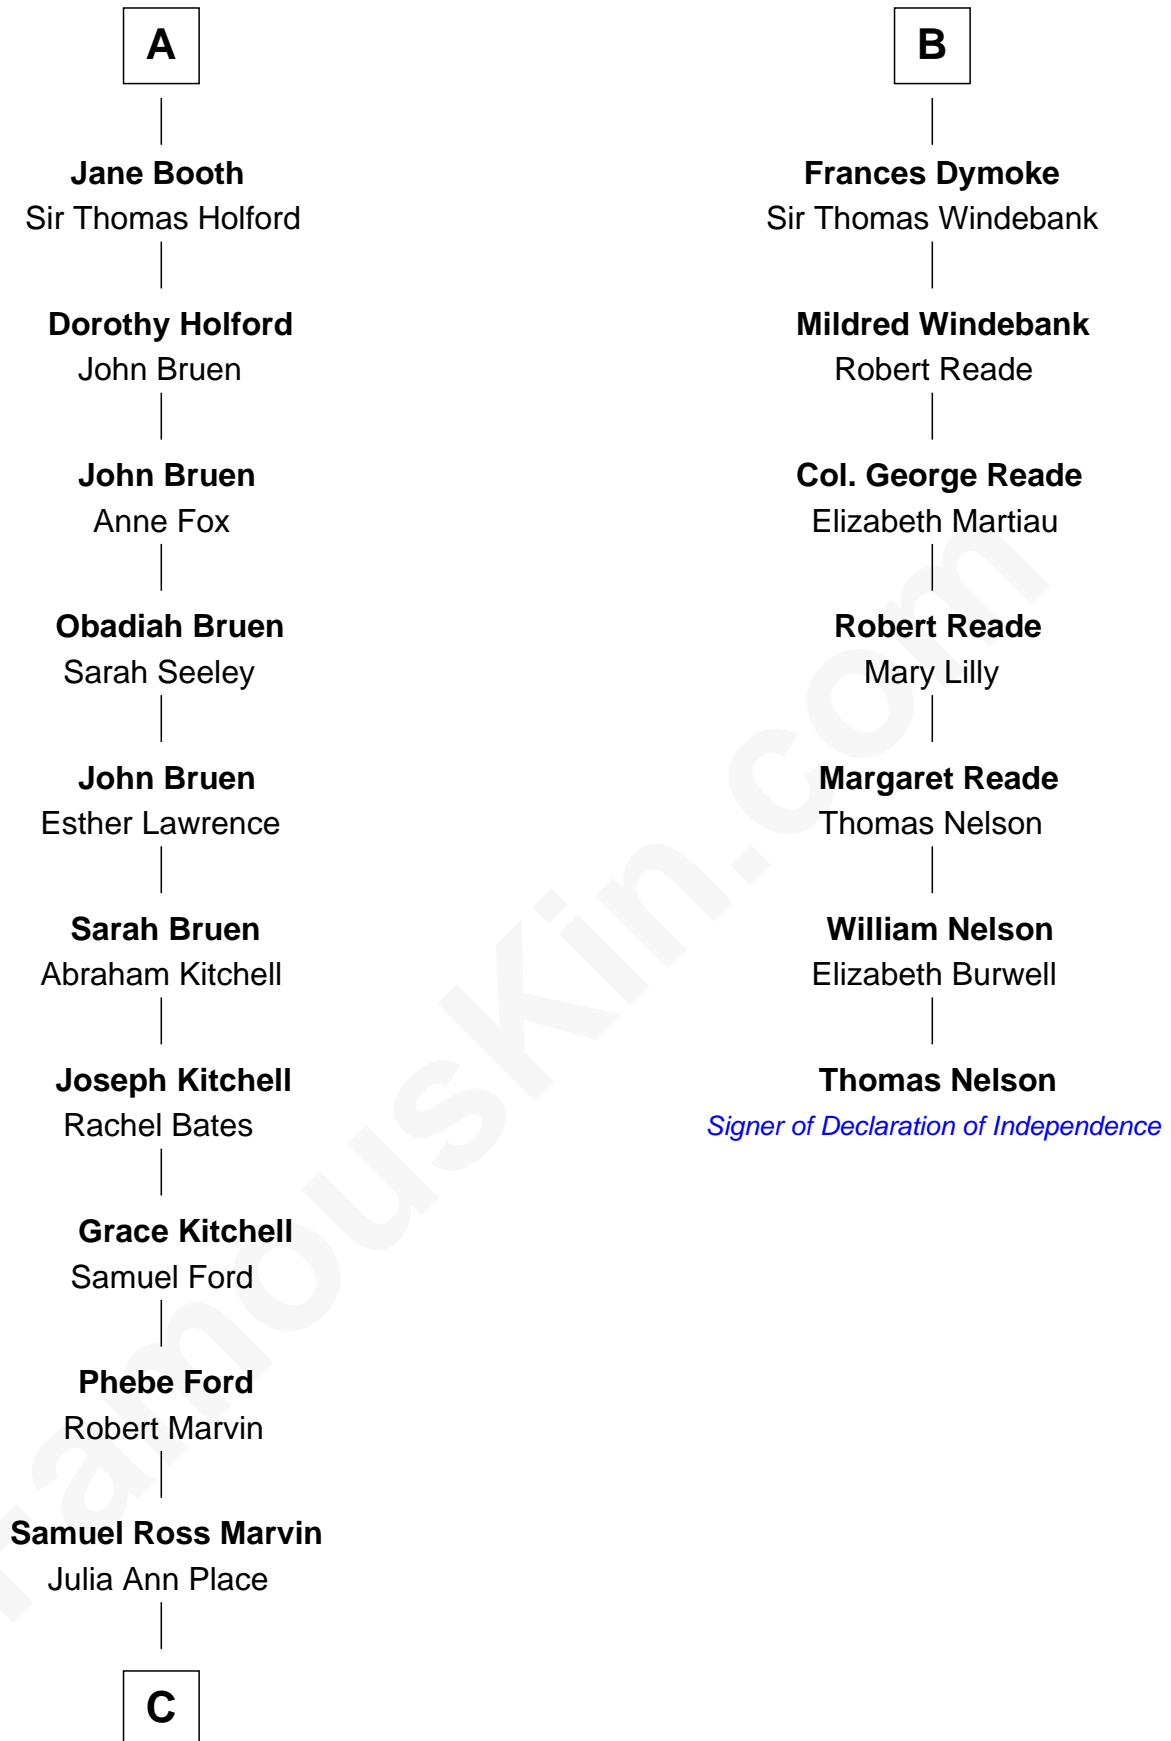 A
Jane Booth
Sir Thomas Holford
Dorothy Holford
John Bruen
John Bruen
Anne Fox
Obadiah Bruen
Sarah Seeley
John Bruen
Esther Lawrence
Sarah Bruen
Abraham Kitchell
Joseph Kitchell
Rachel Bates
Grace Kitchell
Samuel Ford
Phebe Ford
Robert Marvin
Samuel Ross Marvin
Julia Ann Place
C
B
Frances Dymoke
Sir Thomas Windebank
Mildred Windebank
Robert Reade
Col. George Reade
Elizabeth Martiau
Robert Reade
Mary Lilly
Margaret Reade
Thomas Nelson
William Nelson
Elizabeth Burwell
Thomas Nelson
Signer of Declaration of Independence
FamousKin.com